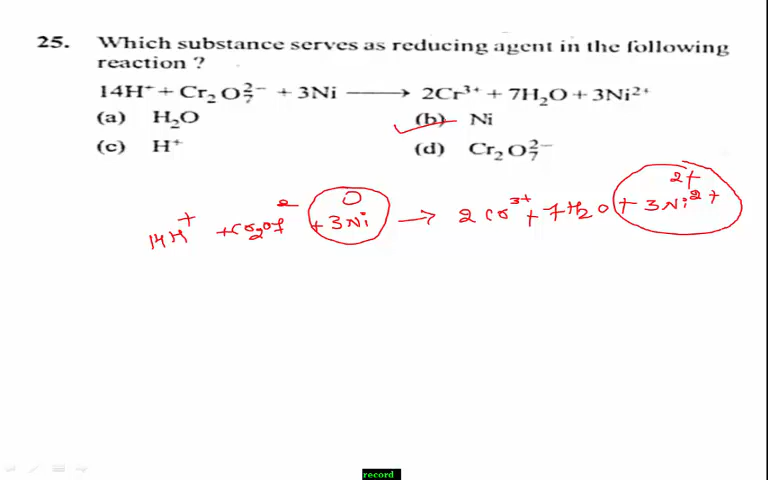 25. Which substance serves as reducing agent in the following
reaction ?
14H⁺ + Cr₂O₇²⁻ + 3Ni ⟶ 2Cr³⁺ + 7H₂O + 3Ni²⁺
(a) H₂O (b) Ni
(c) H⁺ (d) Cr₂O₇²⁻
0 2+
14H⁺ + Cr₂O₇²⁻ + 3Ni → 2Cr³⁺ + 7H₂O + 3Ni²⁺
record